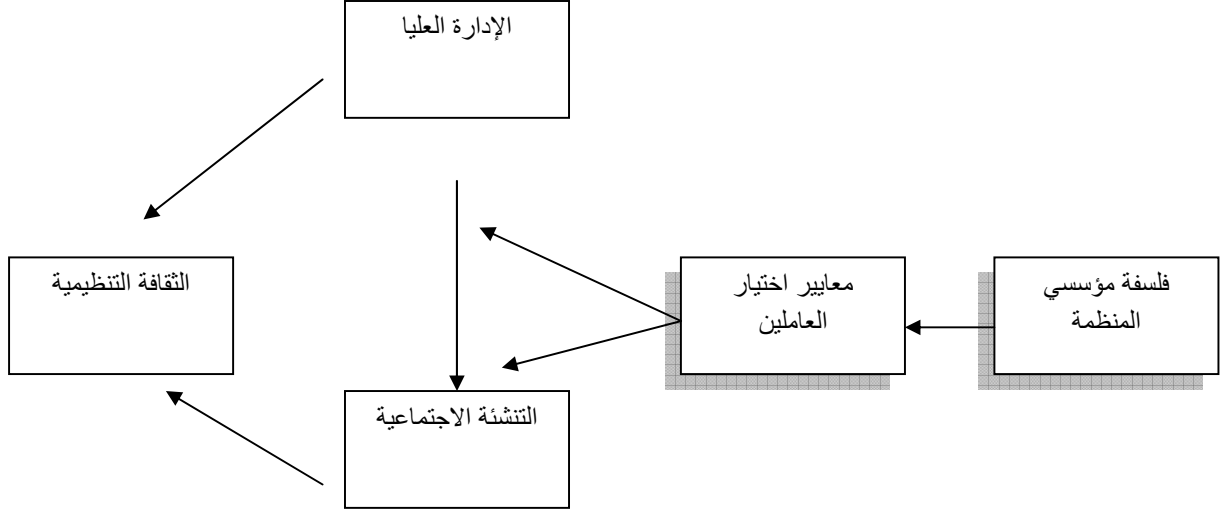 الإدارة العليا
فلسفة مؤسسي
المنظمة
معايير اختيار
العاملين
الثقافة التنظيمية
التنشئة الاجتماعية